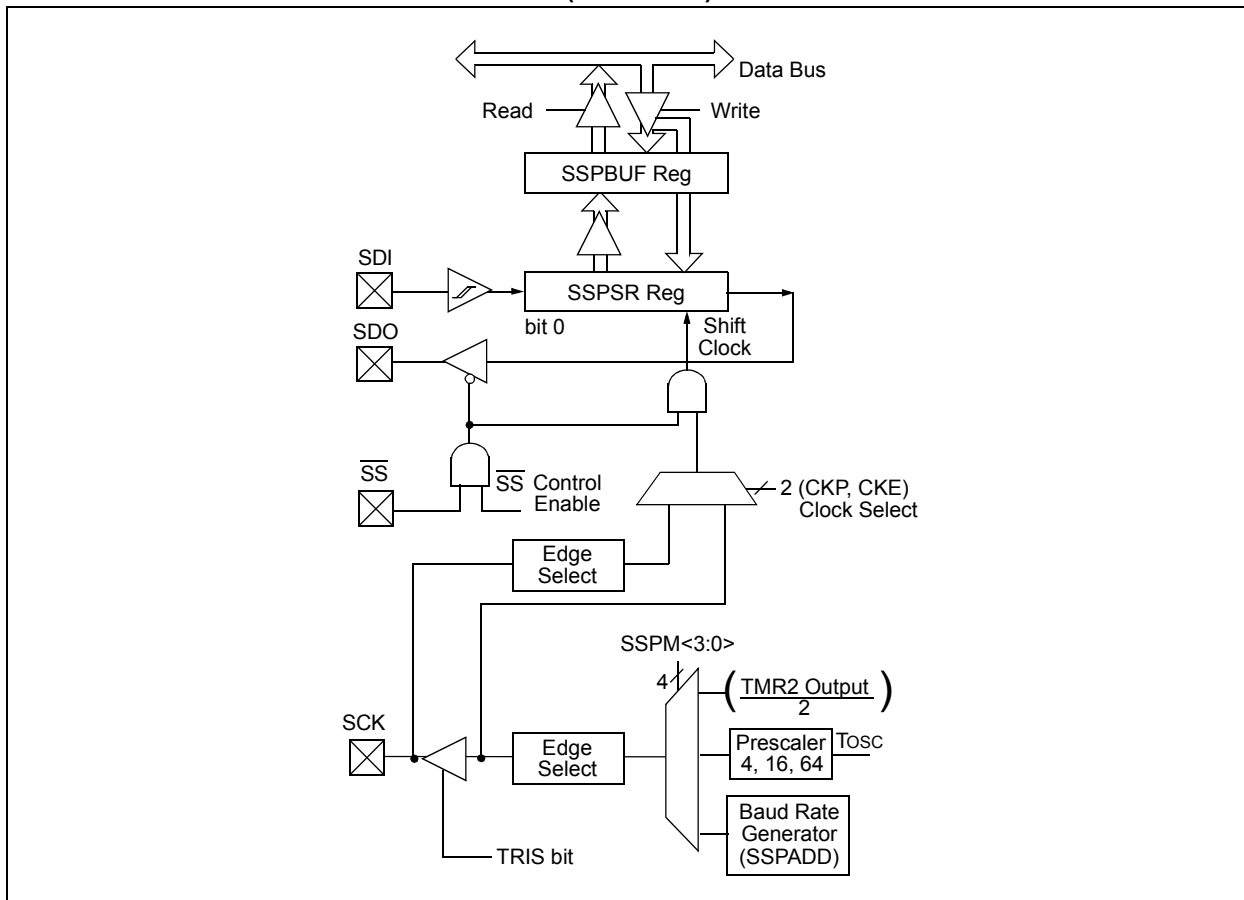 Data Bus
Read
Write
SSPBUF Reg
SDI
SSPSR Reg
bit 0
Shift
Clock
SDO
SS
SS Control
Enable
2 (CKP, CKE)
Clock Select
Edge
Select
SSPM<3:0>
4
(TMR2 Output)
2
SCK
Edge
Select
Prescaler
4, 16, 64
TOSC
Baud Rate
Generator
(SSPADD)
TRIS bit